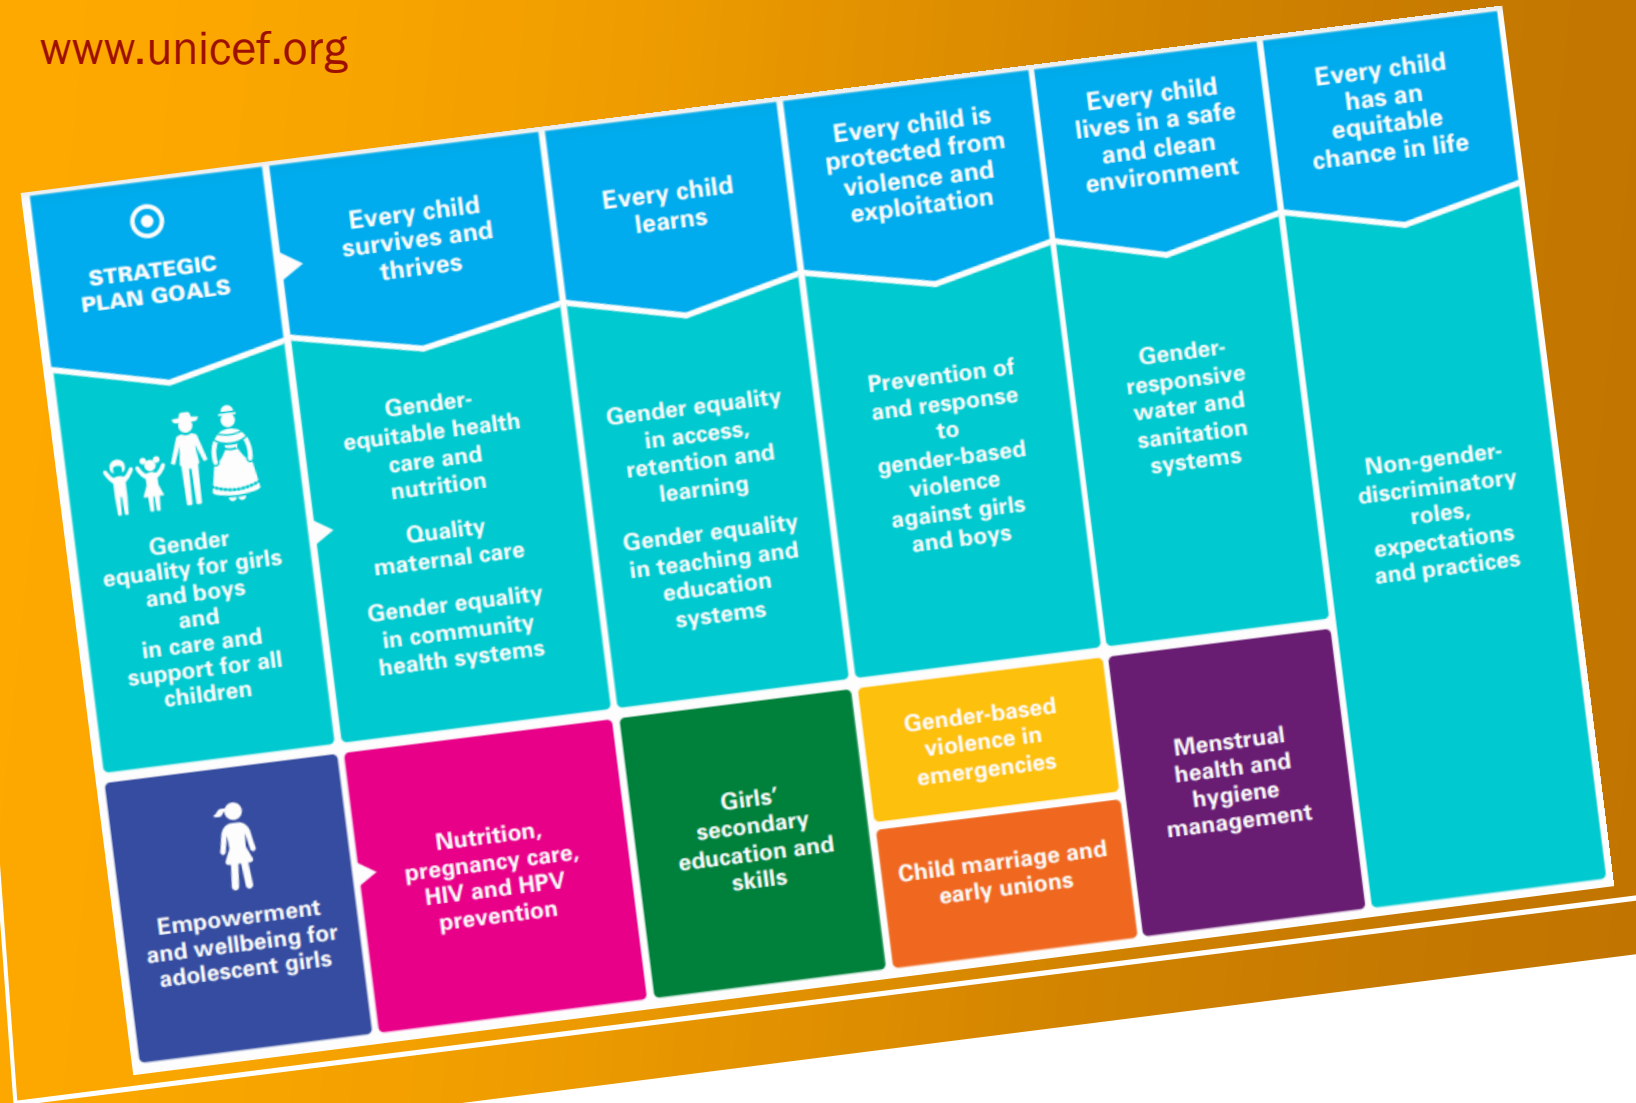 www.unicef.org
STRATEGIC
PLAN GOALS
Every child
survives and
thrives
Every child
learns
Every child is
protected from
violence and
exploitation
Every child
lives in a safe
and clean
environment
Every child
has an
equitable
chance in life
Gender
equality for girls
and boys
and
in care and
support for all
children
Gender-
equitable health
care and
nutrition
Quality
maternal care
Gender equality
in community
health systems
Gender equality
in access,
retention and
learning
Gender equality
in teaching and
education
systems
Prevention of
and response
to
gender-based
violence
against girls
and boys
Gender-
responsive
water and
sanitation
systems
Non-gender-
discriminatory
roles,
expectations
and practices
Empowerment
and wellbeing for
adolescent girls
Nutrition,
pregnancy care,
HIV and HPV
prevention
Girls’
secondary
education and
skills
Gender-based
violence in
emergencies
Child marriage and
early unions
Menstrual
health and
hygiene
management